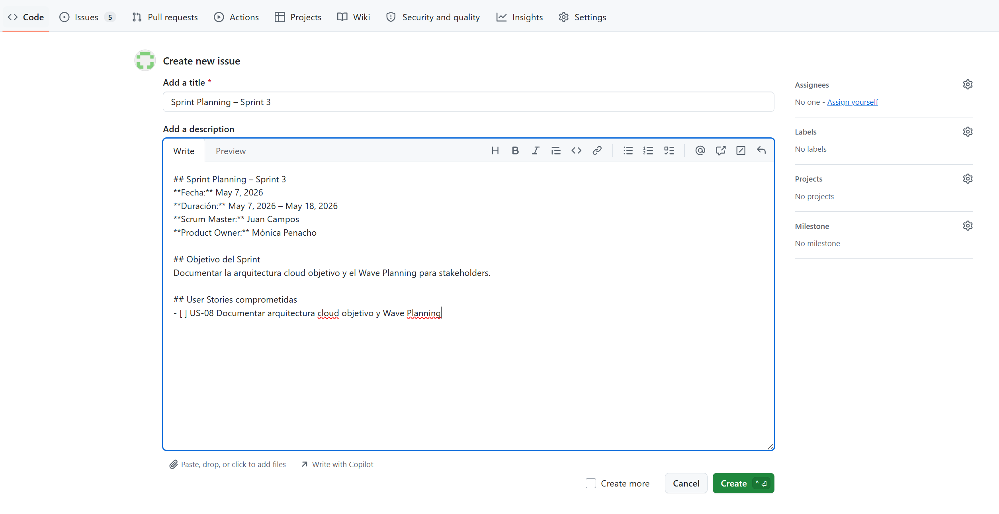 Code Issues 5 Pull requests Actions Projects Wiki Security and quality Insights Settings
Create new issue
Add a title *
Sprint Planning – Sprint 3
Add a description
Write Preview
## Sprint Planning – Sprint 3
**Fecha:** May 7, 2026
**Duración:** May 7, 2026 – May 18, 2026
**Scrum Master:** Juan Campos
**Product Owner:** Mónica Penacho
## Objetivo del Sprint
Documentar la arquitectura cloud objetivo y el Wave Planning para stakeholders.
## User Stories comprometidas
- [ ] US-08 Documentar arquitectura cloud objetivo y Wave Planning
Paste, drop, or click to add files Write with Copilot
Create more Cancel Create ^ ⏎
Assignees
No one - Assign yourself
Labels
No labels
Projects
No projects
Milestone
No milestone